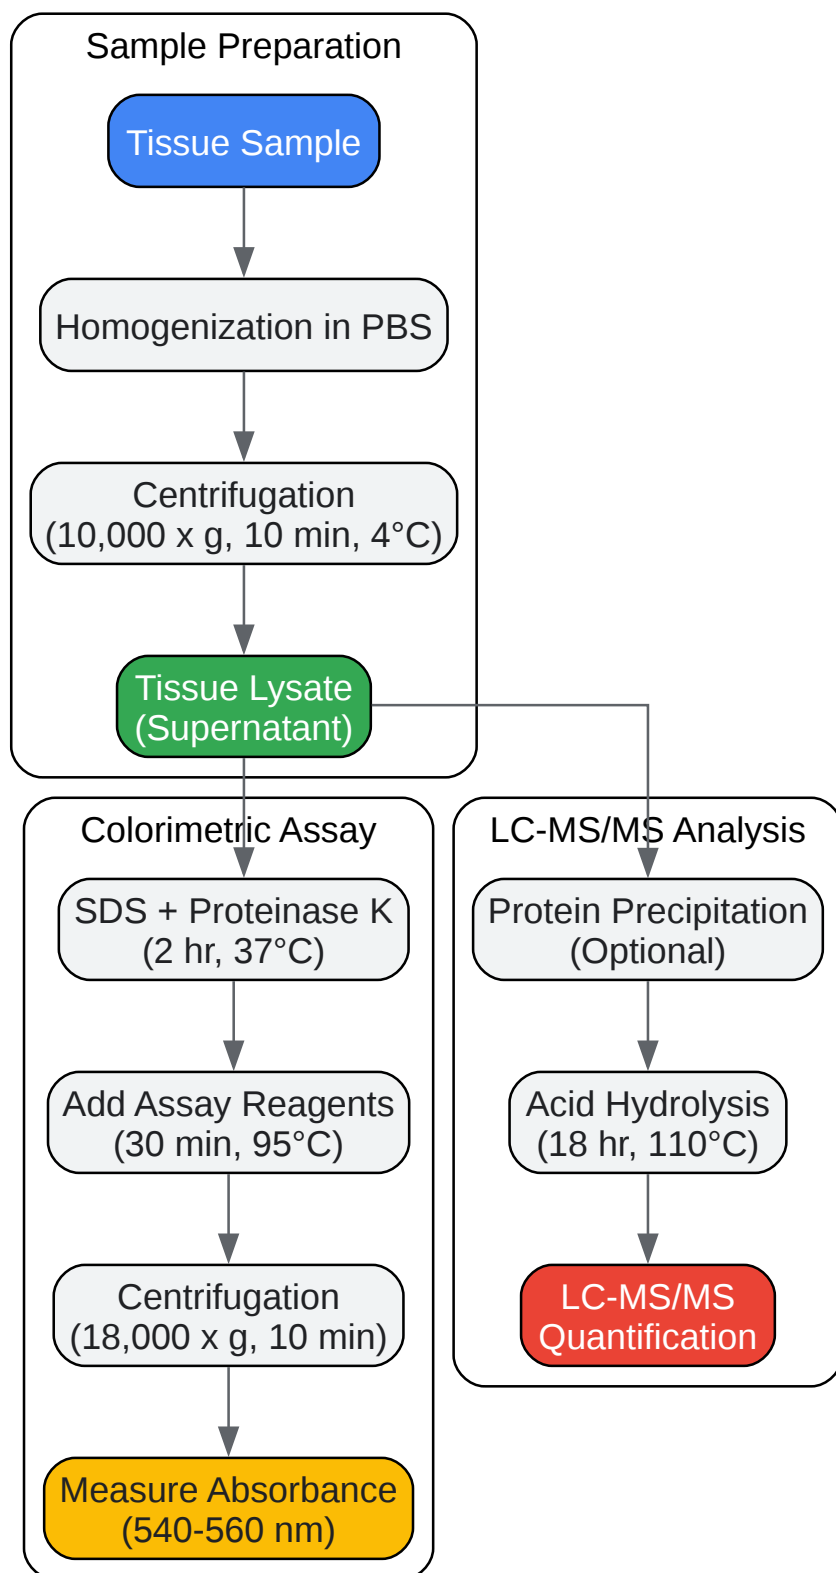 Sample Preparation
Tissue Sample
Homogenization in PBS
Centrifugation
(10,000 x g, 10 min, 4°C)
Tissue Lysate
(Supernatant)
Colorimetric Assay
SDS + Proteinase K
(2 hr, 37°C)
Add Assay Reagents
(30 min, 95°C)
Centrifugation
(18,000 x g, 10 min)
Measure Absorbance
(540-560 nm)
LC-MS/MS Analysis
Protein Precipitation
(Optional)
Acid Hydrolysis
(18 hr, 110°C)
LC-MS/MS
Quantification